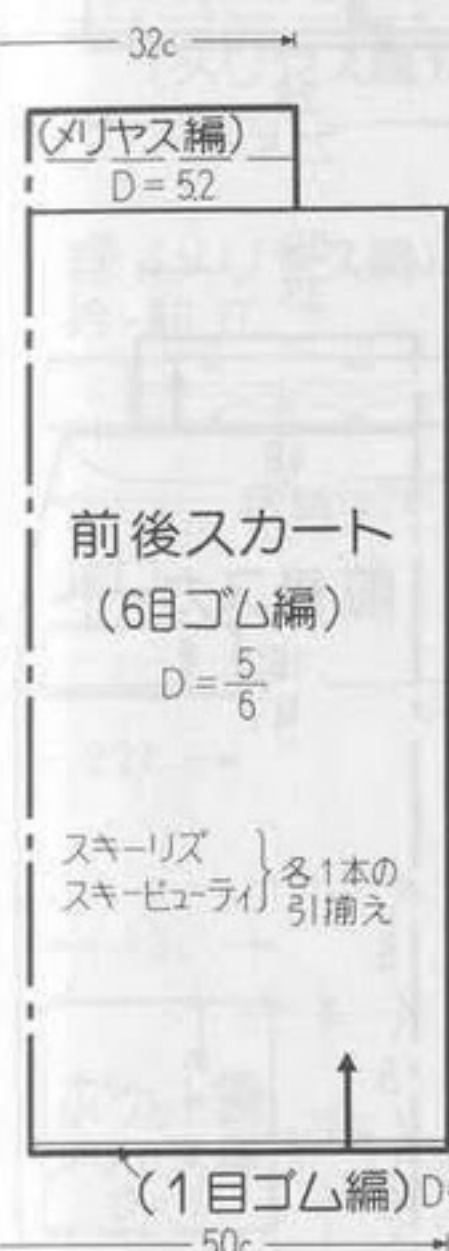 32c
(メリヤス編)
D=5.2
前後スカート
(6目ゴム編)
D=5/6
スキーリズ
スキービューティ
各1本の
引揃え
(1目ゴム編)D
50c